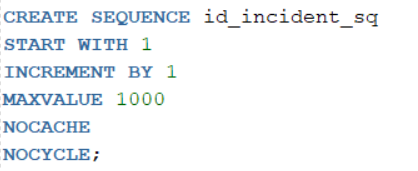 CREATE SEQUENCE id_incident_sq
START WITH 1
INCREMENT BY 1
MAXVALUE 1000
NOCACHE
NOCYCLE;